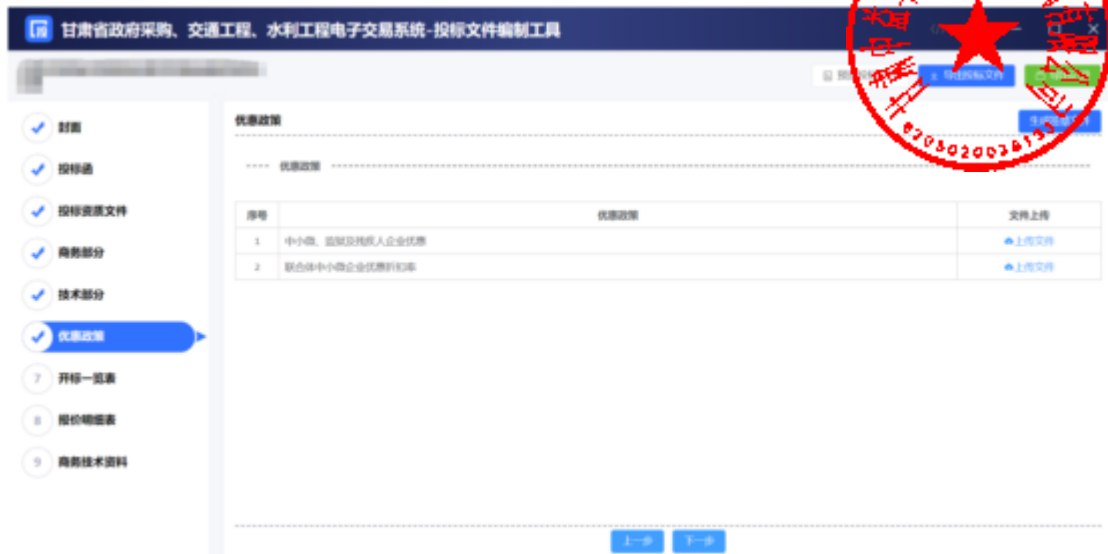 甘肃省政府采购、交通工程、水利工程电子交易系统-投标文件编制工具
导出投标文件
封面
投标函
投标资质文件
商务部分
技术部分
优惠政策
开标一览表
报价明细表
商务技术资料
优惠政策
优惠政策
序号 优惠政策 文件上传
1 中小微、监狱及残疾人企业优惠 上传文件
2 联合体中小微企业优惠折扣率 上传文件
7
8
9
上一步 下一步